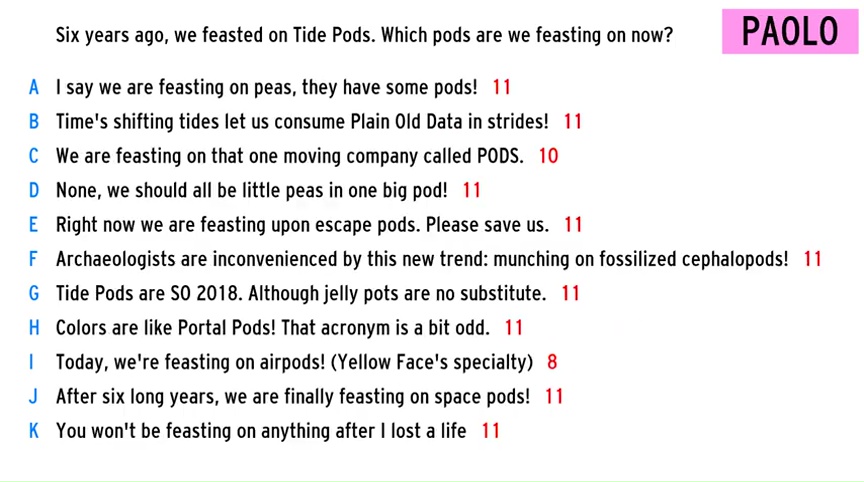 Six years ago, we feasted on Tide Pods. Which pods are we feasting on now?
PAOLO
A I say we are feasting on peas, they have some pods! 11
B Time's shifting tides let us consume Plain Old Data in strides! 11
C We are feasting on that one moving company called PODS. 10
D None, we should all be little peas in one big pod! 11
E Right now we are feasting upon escape pods. Please save us. 11
F Archaeologists are inconvenienced by this new trend: munching on fossilized cephalopods! 11
G Tide Pods are SO 2018. Although jelly pots are no substitute. 11
H Colors are like Portal Pods! That acronym is a bit odd. 11
I Today, we're feasting on airpods! (Yellow Face's specialty) 8
J After six long years, we are finally feasting on space pods! 11
K You won't be feasting on anything after I lost a life 11